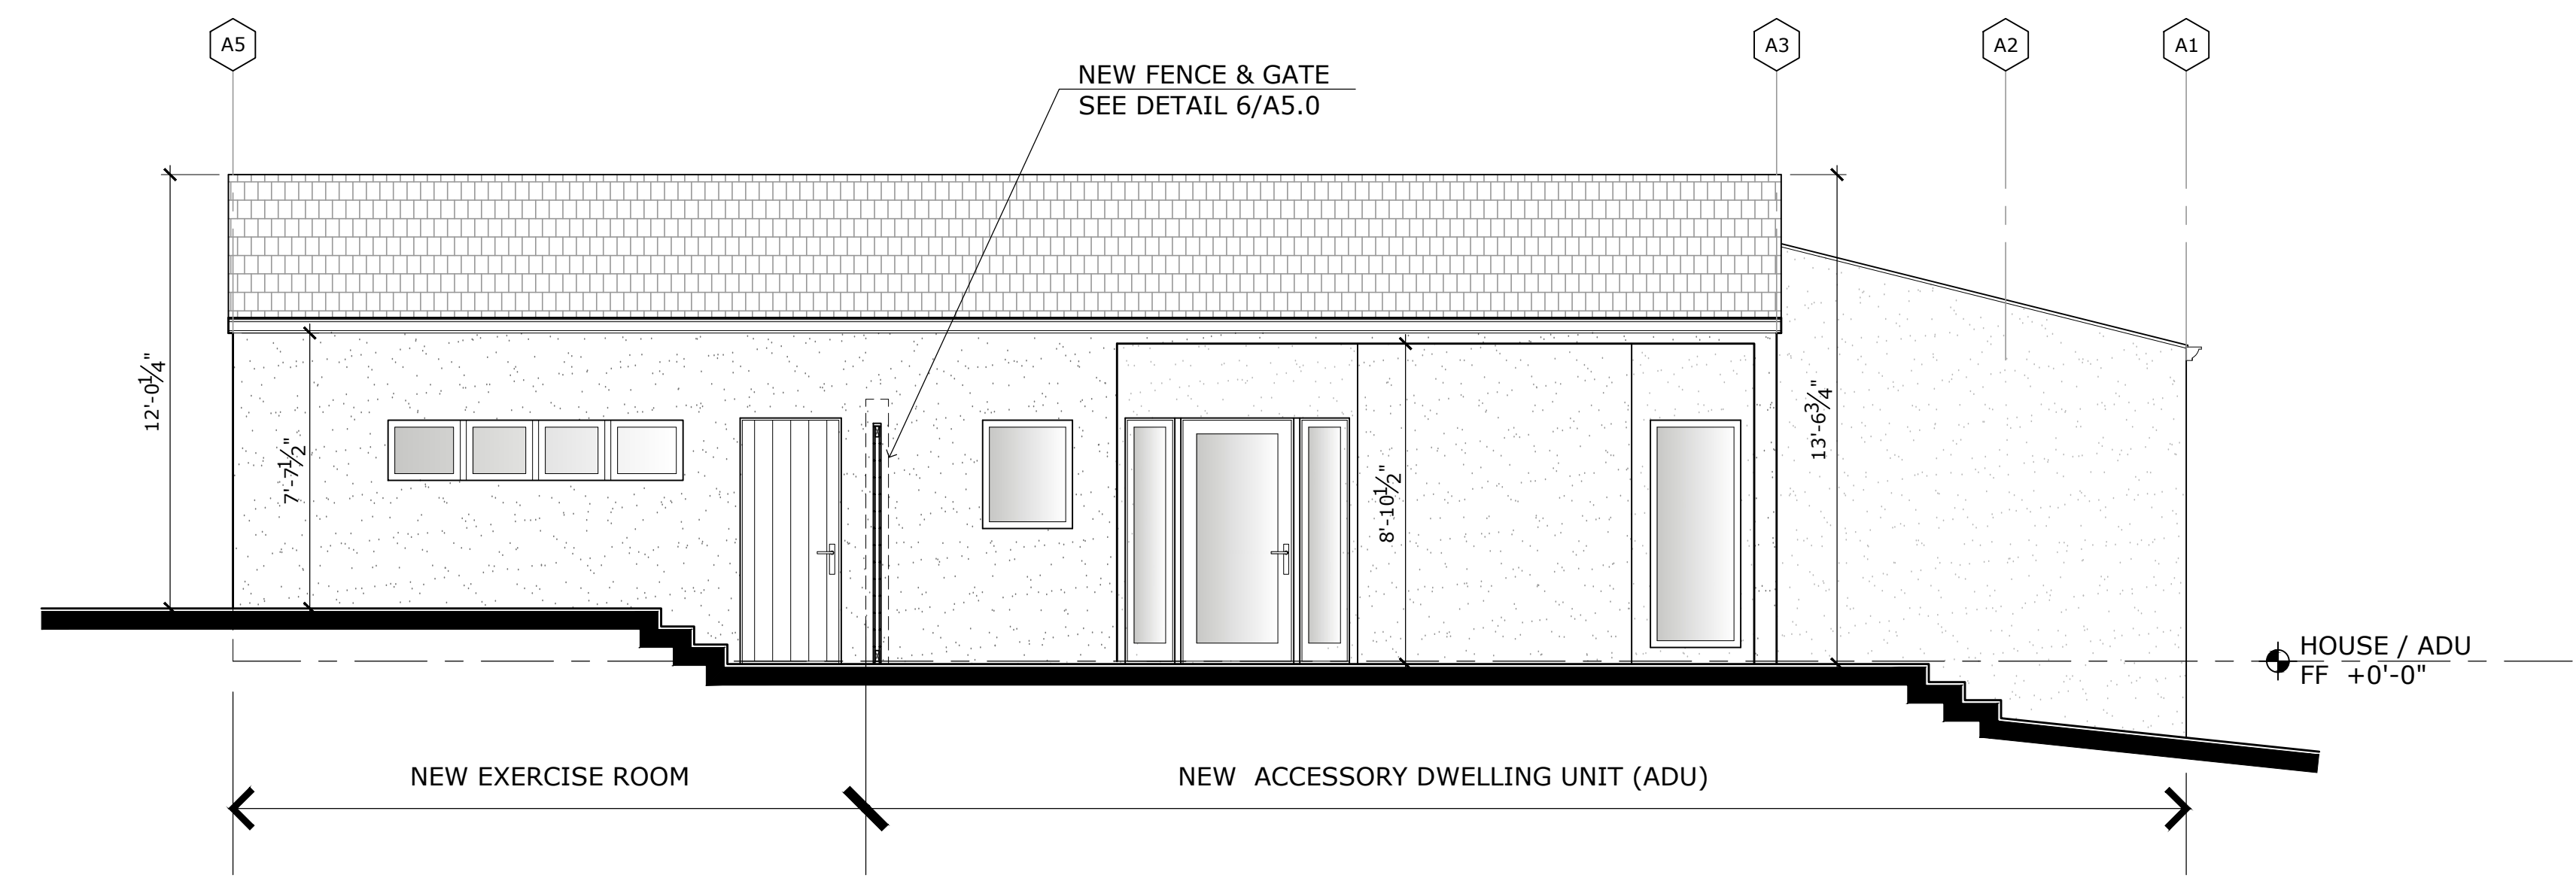 A5
A3
A2
A1
NEW FENCE & GATE
SEE DETAIL 6/A5.0
12'-0¼"
7'-7½"
8'-10½"
13'-6¾"
HOUSE / ADU
FF +0'-0"
NEW EXERCISE ROOM
NEW ACCESSORY DWELLING UNIT (ADU)